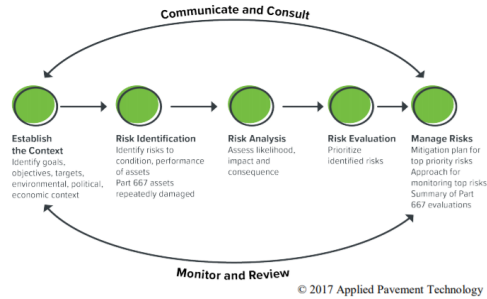 Communicate and Consult
Establish
the Context
Identify goals,
objectives, targets,
environmental, political,
economic context
Risk Identification
Identify risks to
condition, performance
of assets
Part 667 assets
repeatedly damaged
Risk Analysis
Assess likelihood,
impact and
consequence
Risk Evaluation
Prioritize
identified risks
Manage Risks
Mitigation plan for
top priority risks
Approach for
monitoring top risks
Summary of Part
667 evaluations
Monitor and Review
© 2017 Applied Pavement Technology